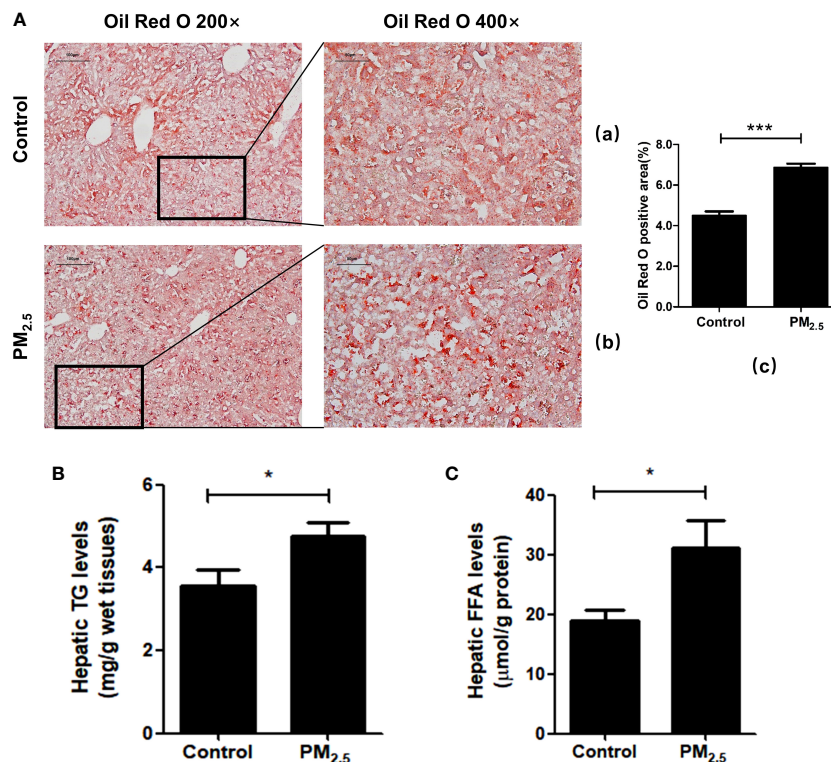 A
Oil Red O 200×
Oil Red O 400×
Control
100μm
(a)
***
Oil Red O positive area(%)
8.0
6.0
4.0
2.0
0.0
Control
PM2.5
(c)
PM2.5
100μm
(b)
B
*
Hepatic TG levels
(mg/g wet tissues)
6
4
2
0
Control
PM2.5
C
*
Hepatic FFA levels
(μmol/g protein)
40
30
20
10
0
Control
PM2.5